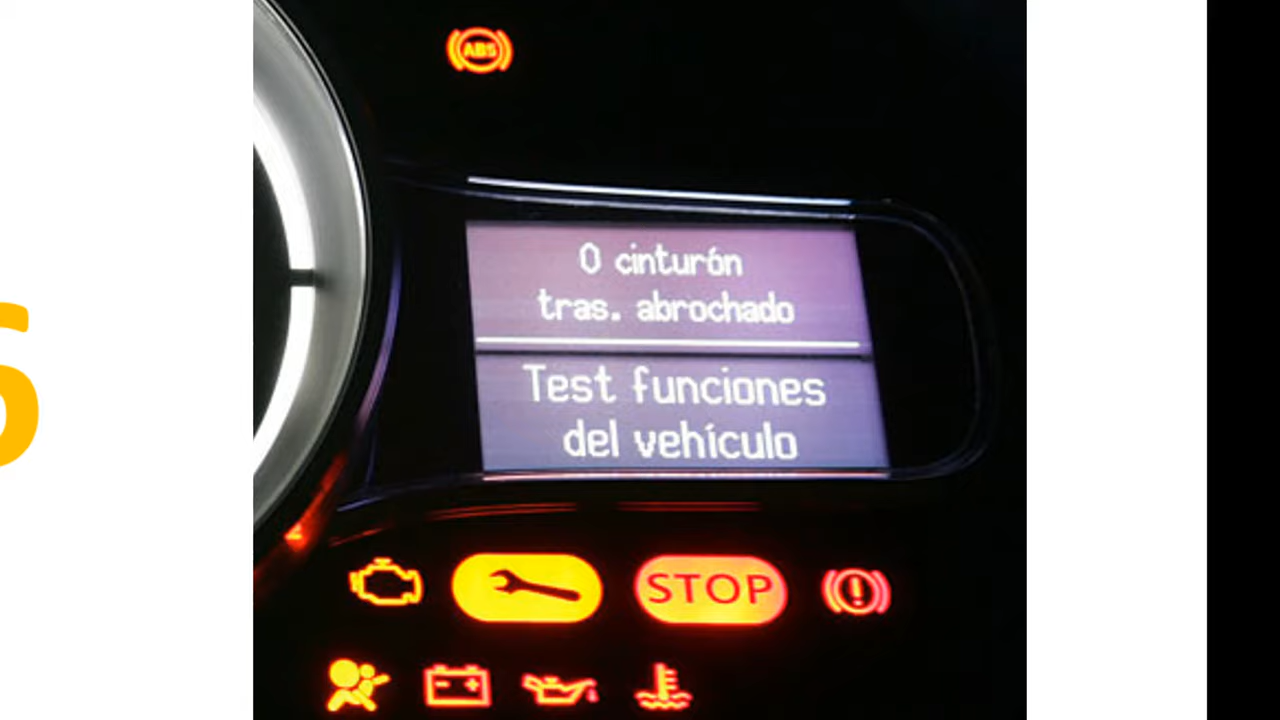 ABS
0 cinturón
tras. abrochado
Test funciones
del vehículo
STOP